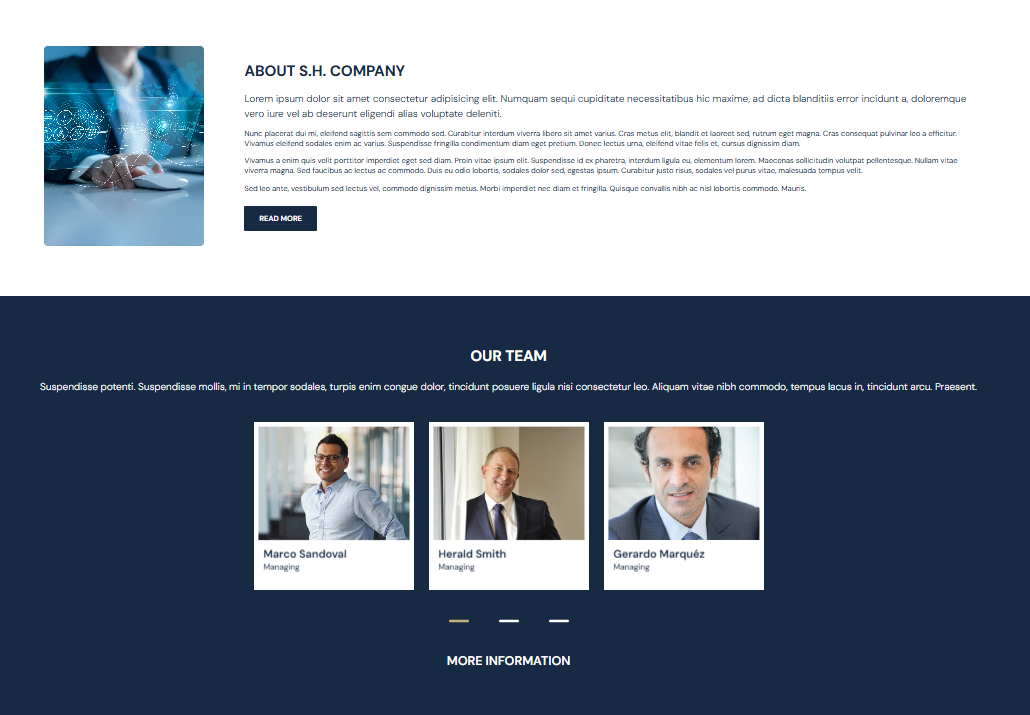 ABOUT S.H. COMPANY
Lorem ipsum dolor sit amet consectetur adipisicing elit. Numquam sequi cupiditate necessitatibus hic maxime, ad dicta blanditiis error incidunt a, doloremque
vero iure vel ab deserunt eligendi alias voluptate deleniti.
Nunc placerat dui mi, eleifend sagittis sem commodo sed. Curabitur interdum viverra libero sit amet varius. Cras metus elit, blandit et laoreet sed, rutrum eget magna. Cras consequat pulvinar leo a efficitur.
Vivamus eleifend sodales enim ac varius. Suspendisse fringilla condimentum diam eget pretium. Donec lectus urna, eleifend vitae felis et, cursus dignissim diam.
Vivamus a enim quis velit porttitor imperdiet eget sed diam. Proin vitae ipsum elit. Suspendisse id ex pharetra, interdum ligula eu, elementum lorem. Maecenas sollicitudin volutpat pellentesque. Nullam vitae
viverra magna. Sed faucibus ac lectus ac commodo. Duis eu odio lobortis, sodales dolor sed, egestas ipsum. Curabitur justo risus, sodales vel purus vitae, malesuada tempus velit.
Sed leo ante, vestibulum sed lectus vel, commodo dignissim metus. Morbi imperdiet nec diam et fringilla. Quisque convallis nibh ac nisl lobortis commodo. Mauris.
READ MORE
OUR TEAM
Suspendisse potenti. Suspendisse mollis, mi in tempor sodales, turpis enim congue dolor, tincidunt posuere ligula nisi consectetur leo. Aliquam vitae nibh commodo, tempus lacus in, tincidunt arcu. Praesent.
Marco Sandoval
Managing
Herald Smith
Managing
Gerardo Marquéz
Managing
MORE INFORMATION